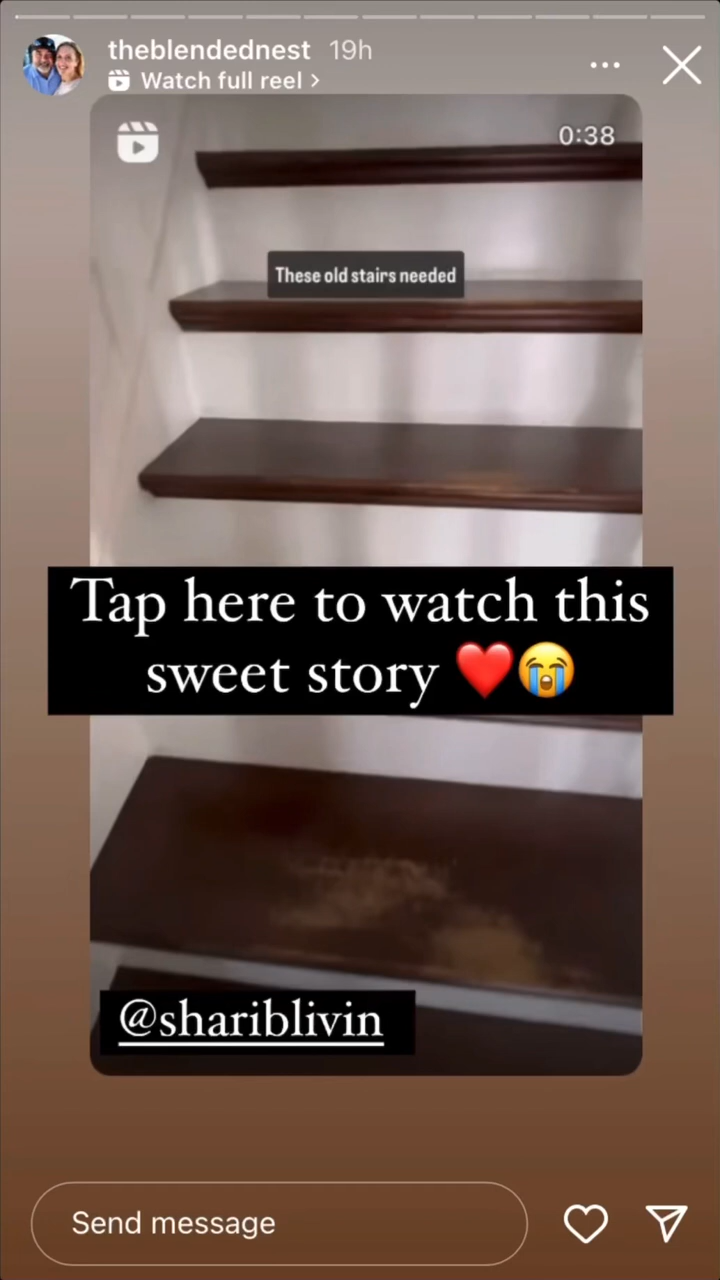 theblendednest 19h
Watch full reel >
0:38
These old stairs needed
Tap here to watch this
sweet story ❤️😭
@shariblivin
Send message